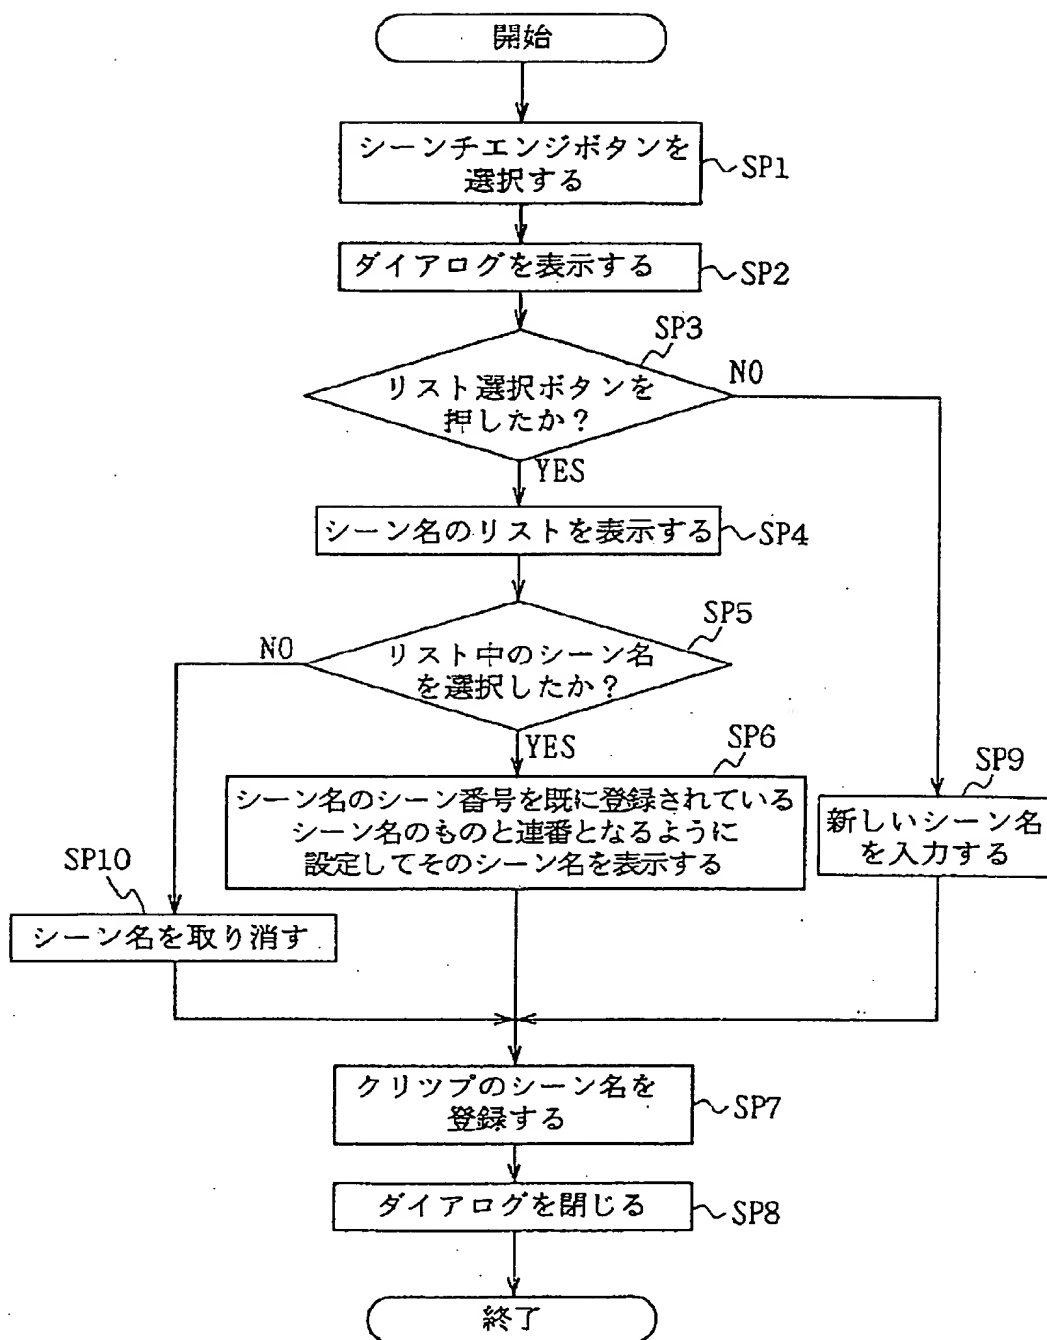 開始
シーンチエンジボタンを
選択する
SP1
ダイアログを表示する
SP2
SP3
リスト選択ボタンを
押したか?
NO
YES
シーン名のリストを表示する
SP4
SP5
リスト中のシーン名
を選択したか?
NO
YES
SP6
シーン名のシーン番号を既に登録されている
シーン名のものと連番となるように
設定してそのシーン名を表示する
SP9
新しいシーン名
を入力する
SP10
シーン名を取り消す
クリツプのシーン名を
登録する
SP7
ダイアログを閉じる
SP8
終了